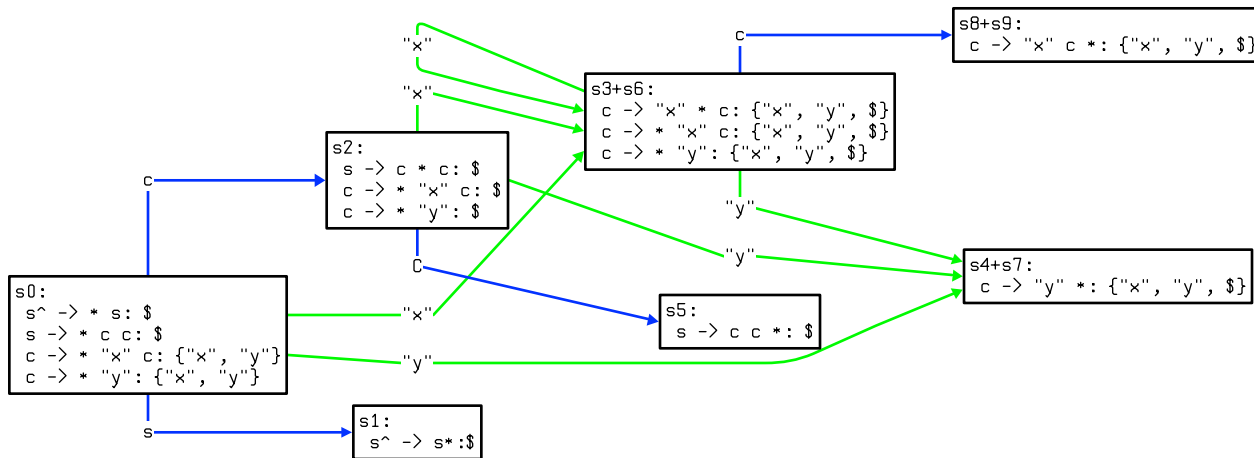 s8+s9:
c -> "x" c *: {"x", "y", $}
c
"x"
"x"
s3+s6:
c -> "x" * c: {"x", "y", $}
c -> * "x" c: {"x", "y", $}
c -> * "y": {"x", "y", $}
s2:
s -> c * c: $
c -> * "x" c: $
c -> * "y": $
c
"y"
"y"
C
s4+s7:
c -> "y" *: {"x", "y", $}
s0:
s^ -> * s: $
s -> * c c: $
c -> * "x" c: {"x", "y"}
c -> * "y": {"x", "y"}
"x"
"y"
s5:
s -> c c *: $
s
s1:
s^ -> s*:$